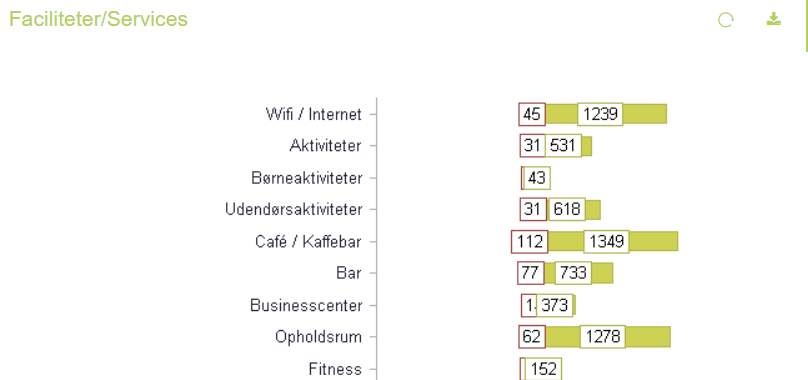 Faciliteter/Services
Wifi / Internet 45 1239
Aktiviteter 31 531
Børneaktiviteter 43
Udendørsaktiviteter 31 618
Café / Kaffebar 112 1349
Bar 77 733
Businesscenter 373
Opholdsrum 62 1278
Fitness 152